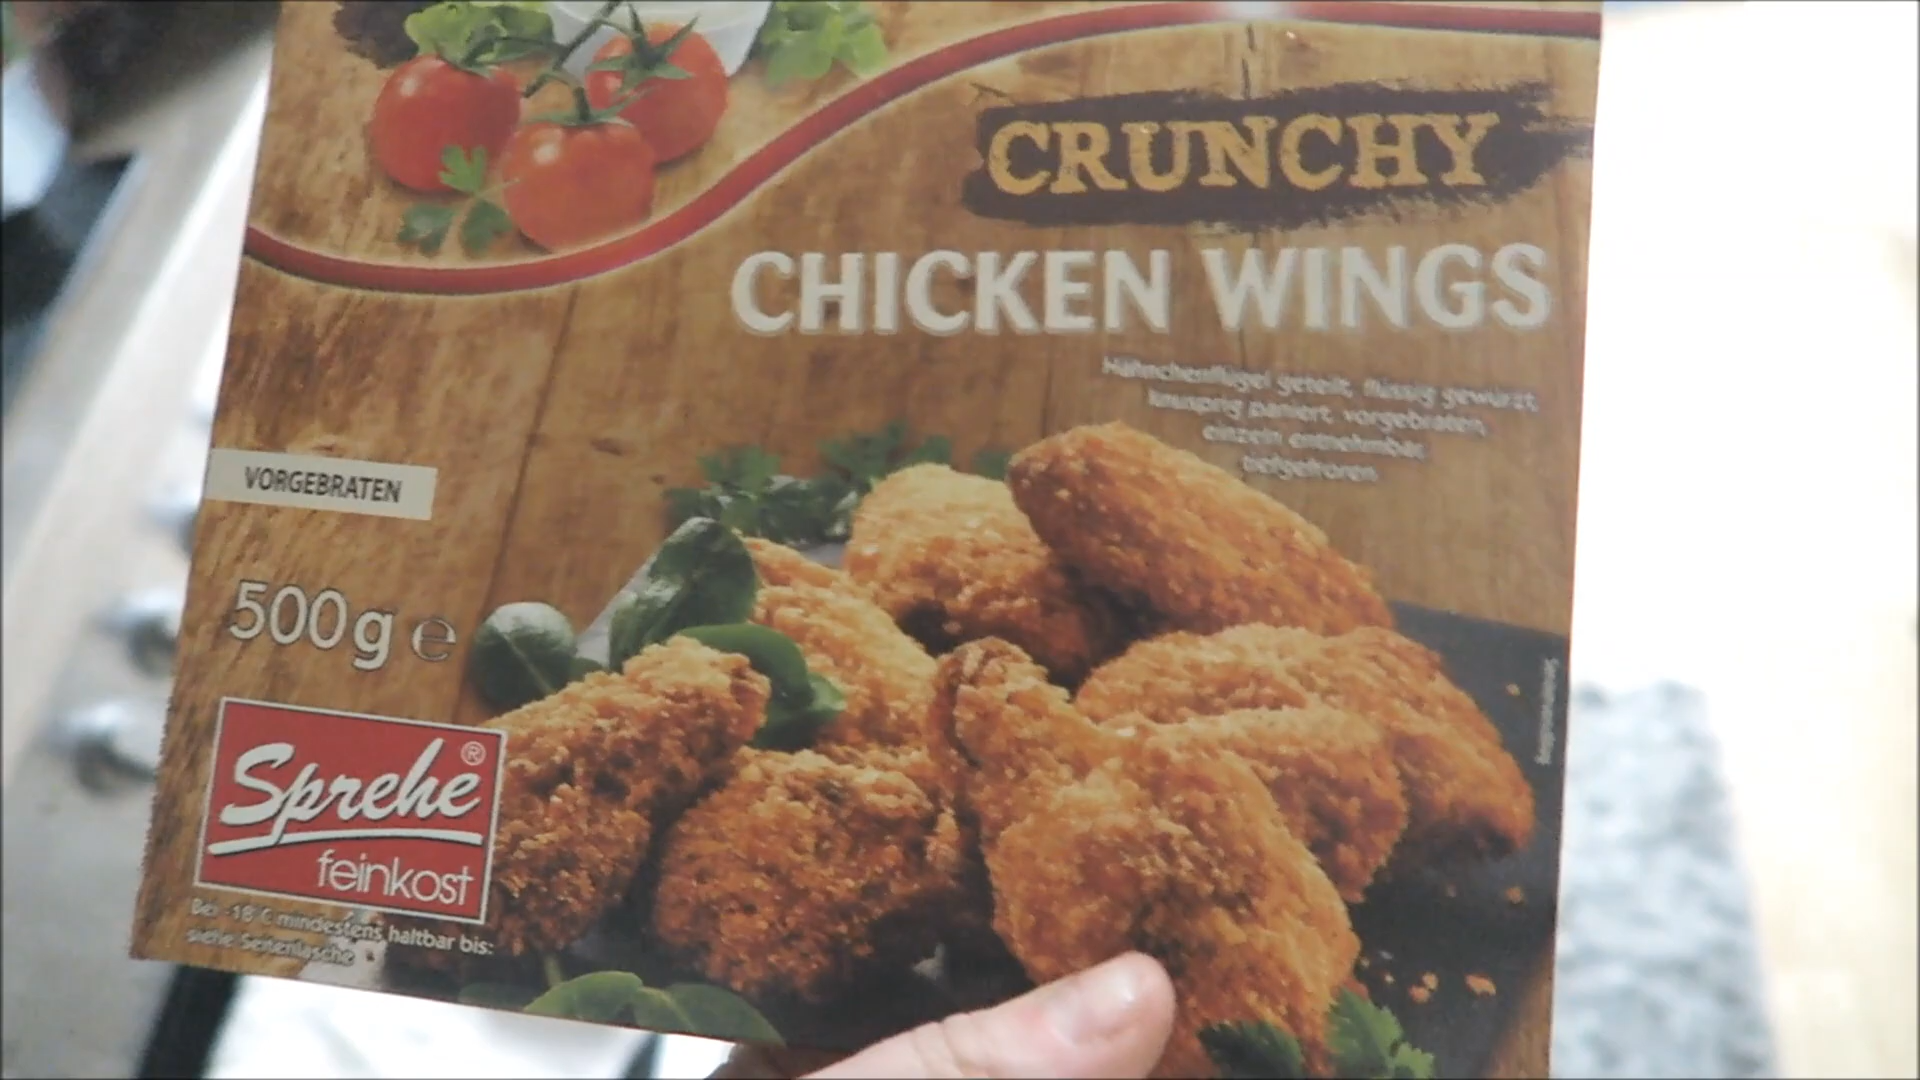 CRUNCHY
CHICKEN WINGS
Hähnchenflügel geteilt, flüssig gewürzt,
knusprig paniert, vorgebraten,
einzeln entnehmbar,
tiefgefroren
VORGEBRATEN
500g e
Sprehe®
feinkost
Bei -18°C mindestens haltbar bis:
siehe Seitenlasche
Serviervorschlag